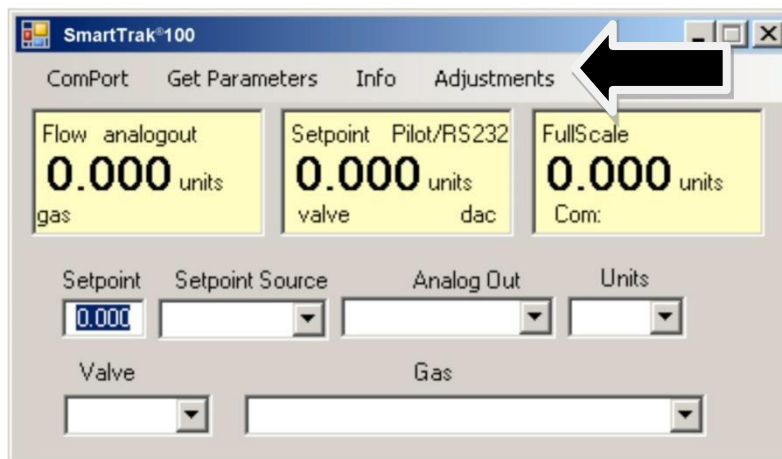 SmartTrak®100
ComPort Get Parameters Info Adjustments
Flow analogout
0.000 units
gas
Setpoint Pilot/RS232
0.000 units
valve dac
FullScale
0.000 units
Com:
Setpoint Setpoint Source Analog Out Units
0.000
Valve Gas